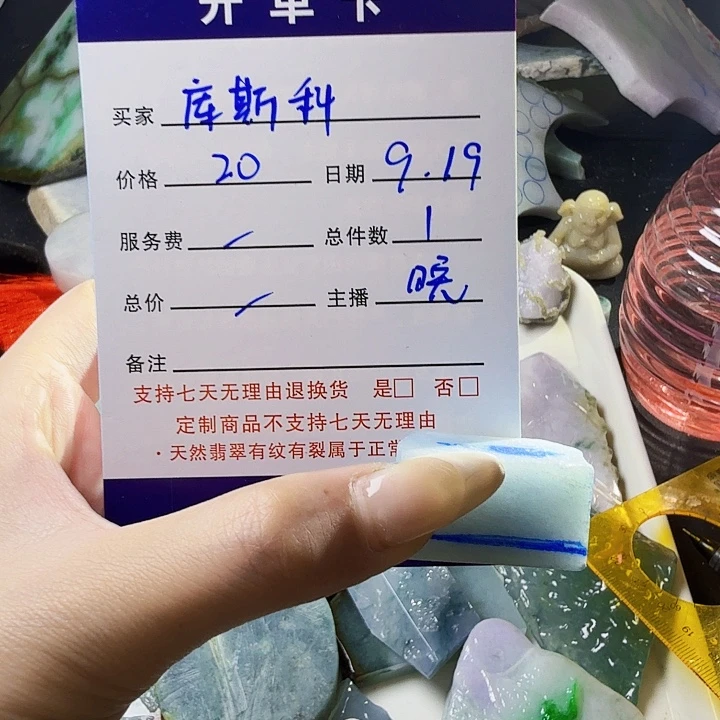 开单卡
买家 库斯科
价格 20 日期 9.19
服务费 / 总件数 1
总价 / 主播 晥
备注
支持七天无理由退换货 是□ 否□
定制商品不支持七天无理由
·天然翡翠有纹有裂属于正常